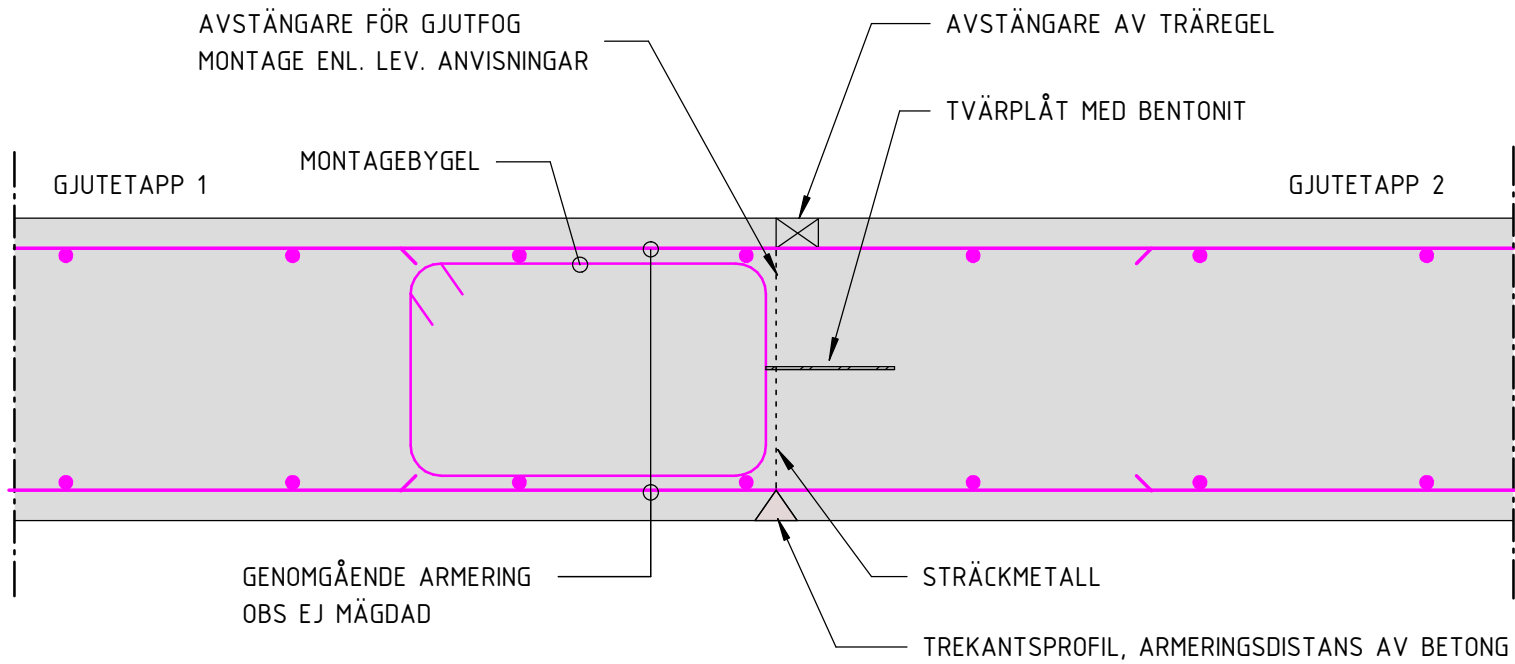 AVSTÄNGARE FÖR GJUTFOG
MONTAGE ENL. LEV. ANVISNINGAR
AVSTÄNGARE AV TRÄREGEL
TVÄRPLÅT MED BENTONIT
MONTAGEBYGEL
GJUTETAPP 1
GJUTETAPP 2
GENOMGÅENDE ARMERING
OBS EJ MÄGDAD
STRÄCKMETALL
TREKANTSPROFIL, ARMERINGSDISTANS AV BETONG